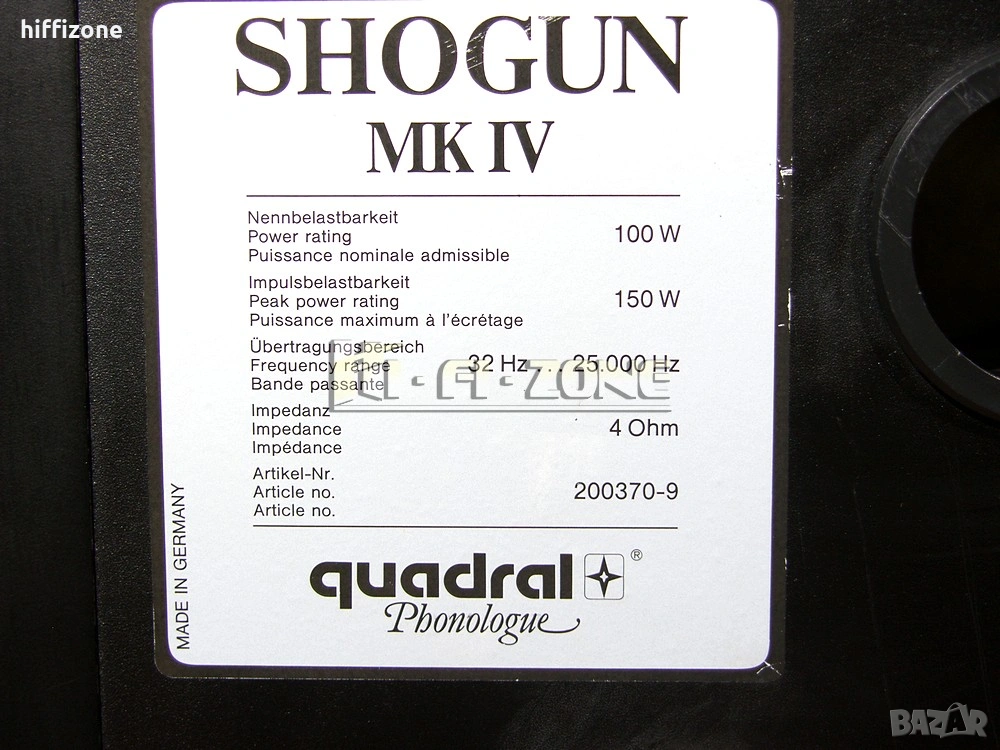 hiffizone
SHOGUN
MK IV
Nennbelastbarkeit
Power rating 100 W
Puissance nominale admissible
Impulsbelastbarkeit
Peak power rating 150 W
Puissance maximum à l'écrétage
Übertragungsbereich
Frequency range 32 Hz . . . 25.000 Hz
Bande passante
HI-FI-ZONE
Impedanz
Impedance 4 Ohm
Impédance
Artikel-Nr.
Article no. 200370-9
Article no.
MADE IN GERMANY
quadral ®
Phonologue
BAZAR